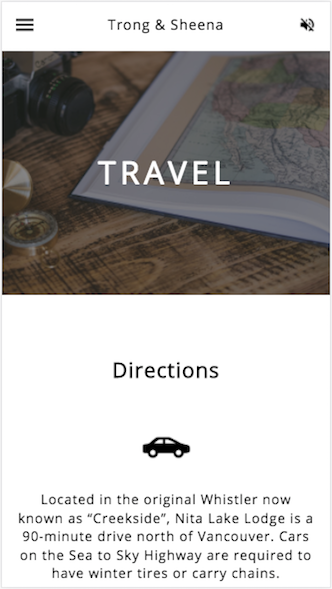 Trong & Sheena
TRAVEL
Directions
Located in the original Whistler now
known as “Creekside”, Nita Lake Lodge is a
90-minute drive north of Vancouver. Cars
on the Sea to Sky Highway are required to
have winter tires or carry chains.